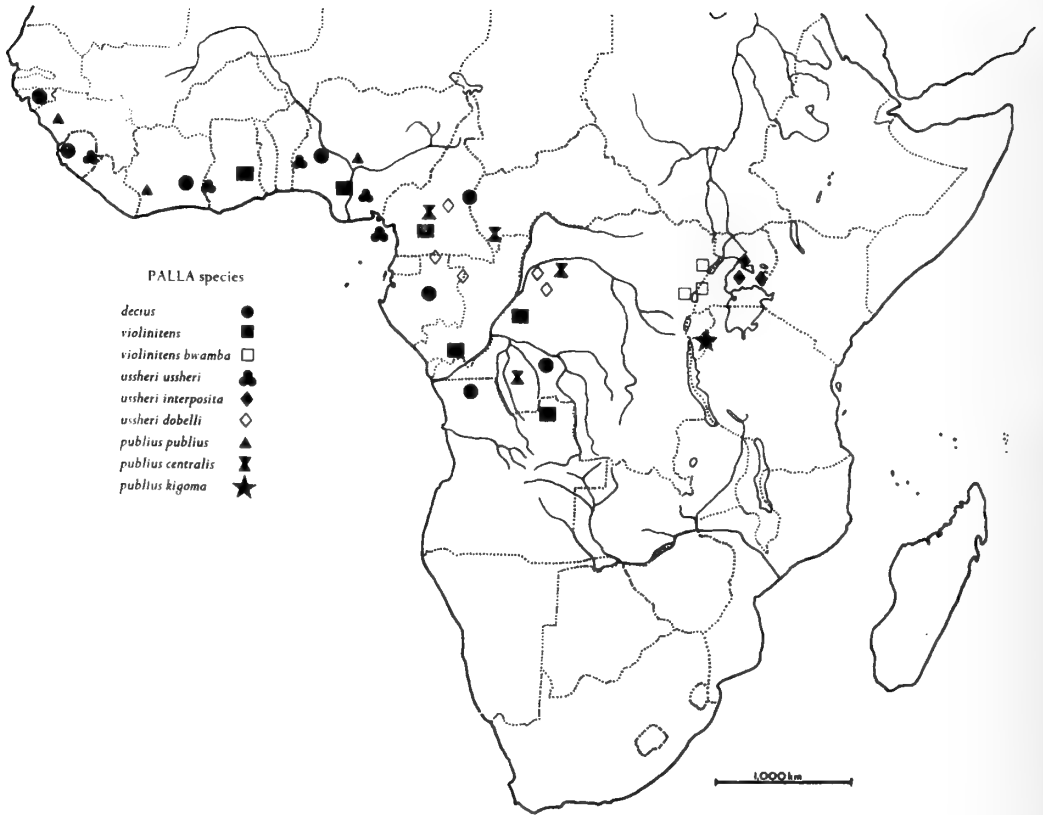 PALLA species
decius
violinitens
violinitens bwamba
ussheri ussheri
ussheri interposita
ussheri dobelli
publius publius
publius centralis
publius kigoma
1,000 km